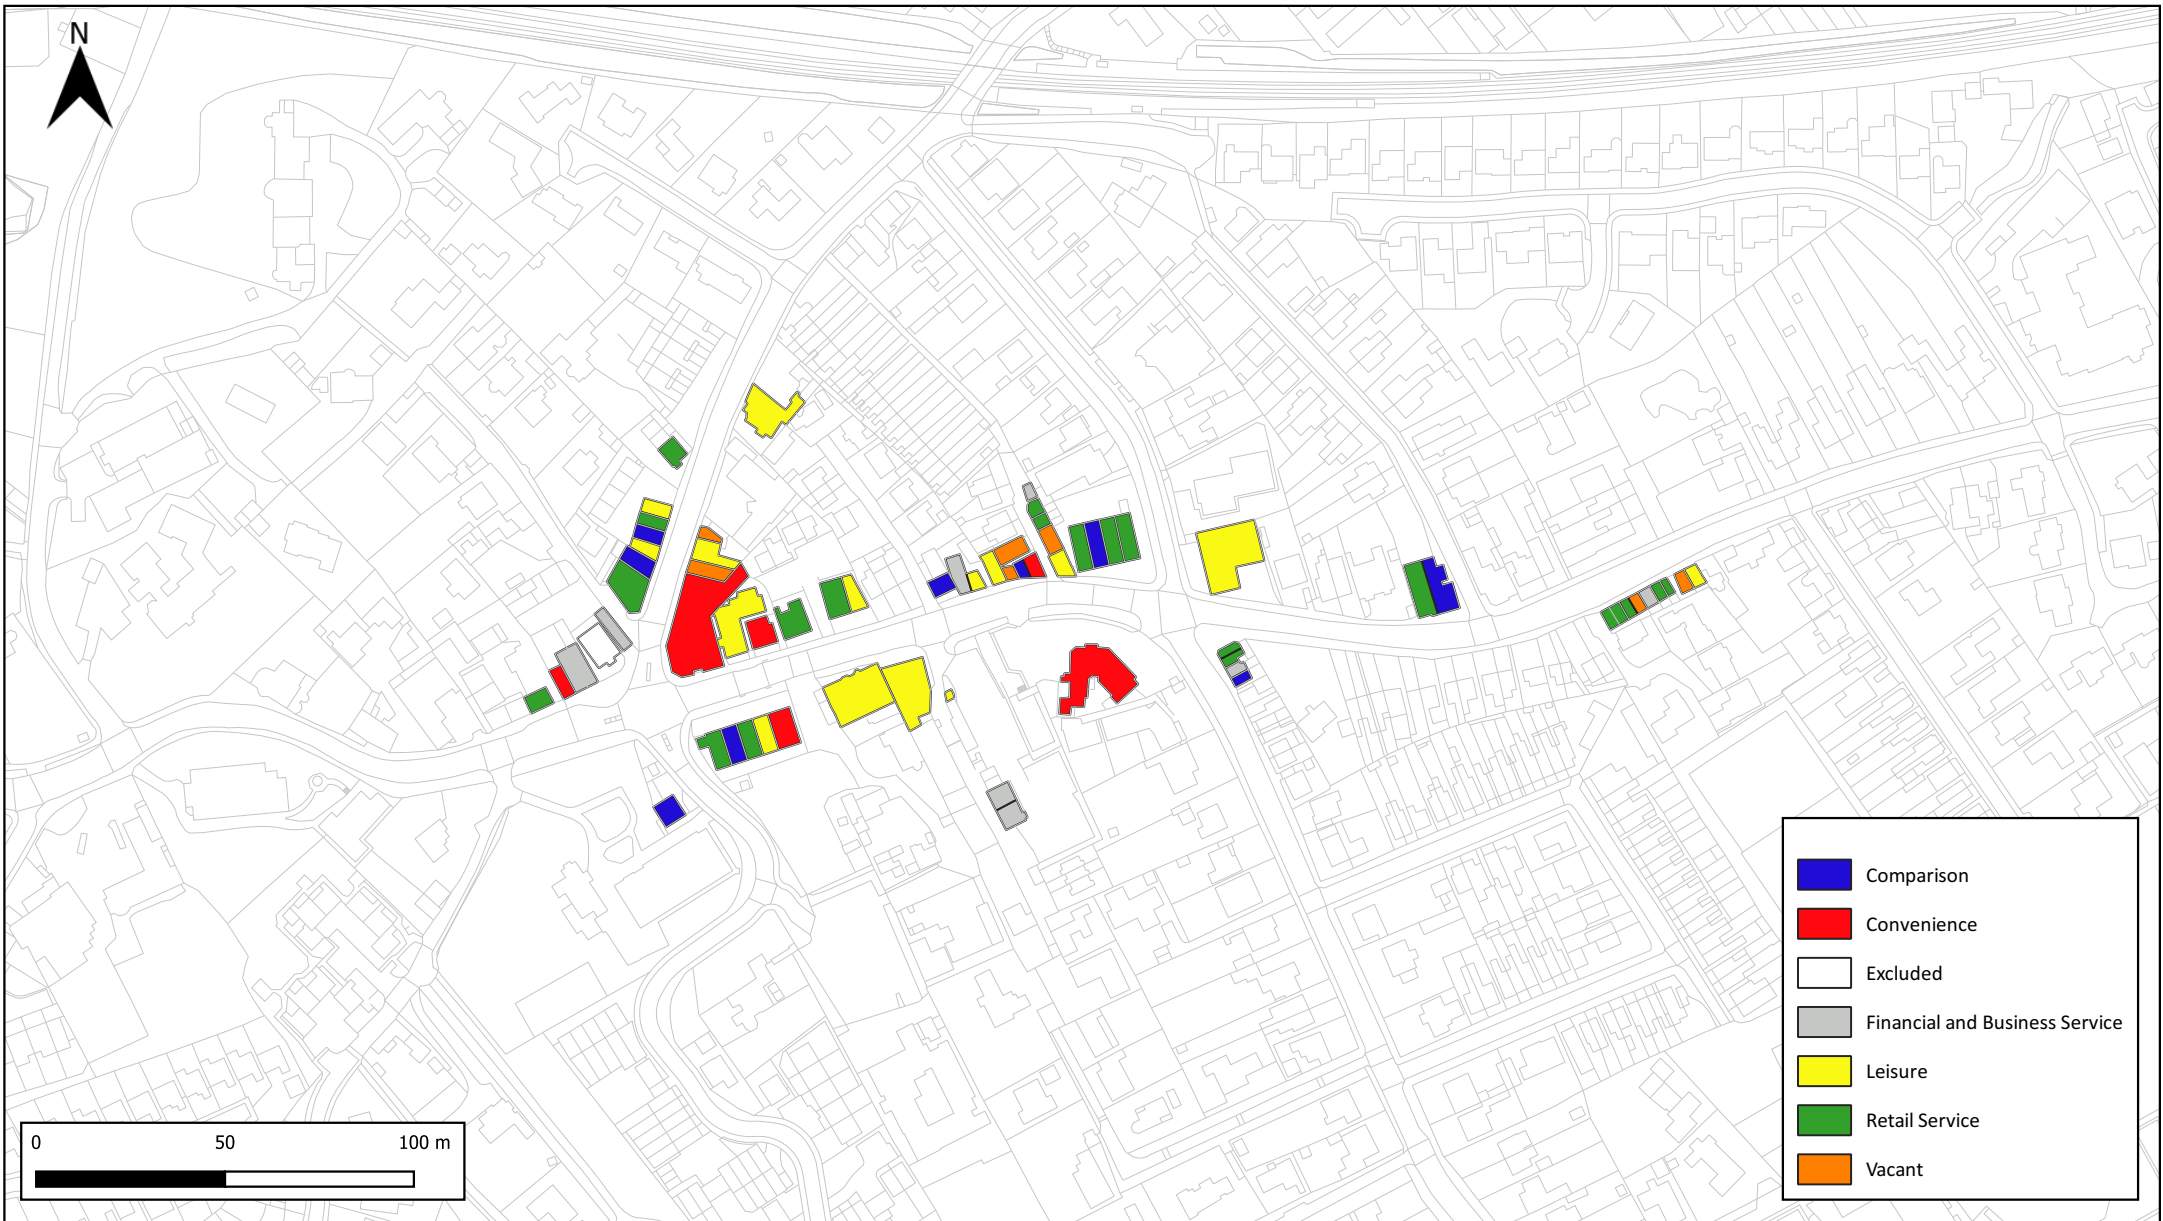 N
Comparison
Convenience
Excluded
Financial and Business Service
Leisure
Retail Service
Vacant
0 50 100 m